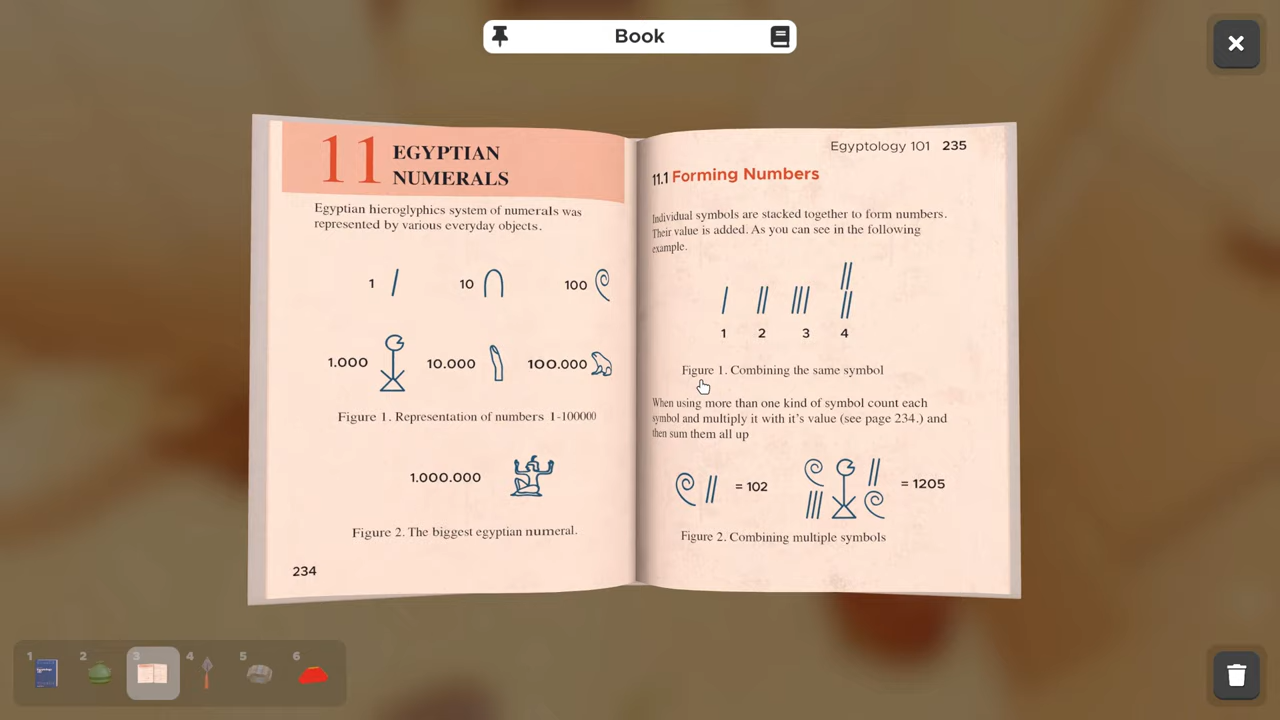 Book
11 EGYPTIAN
NUMERALS
Egyptian hieroglyphics system of numerals was
represented by various everyday objects.
1 10 100
1.000 10.000 100.000
Figure 1. Representation of numbers 1-100000
1.000.000
Figure 2. The biggest egyptian numeral.
234
Egyptology 101 235
11.1 Forming Numbers
Individual symbols are stacked together to form numbers.
Their value is added. As you can see in the following
example.
1 2 3 4
Figure 1. Combining the same symbol
When using more than one kind of symbol count each
symbol and multiply it with it's value (see page 234.) and
then sum them all up
= 102 = 1205
Figure 2. Combining multiple symbols
1 2 3 4 5 6